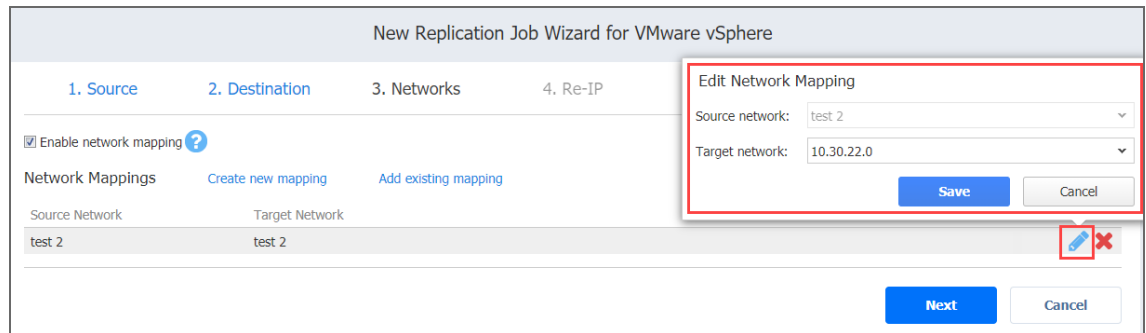 New Replication Job Wizard for VMware vSphere
1. Source 2. Destination 3. Networks 4. Re-IP
Edit Network Mapping
Source network: test 2
Target network: 10.30.22.0
Save Cancel
Enable network mapping ?
Network Mappings Create new mapping Add existing mapping
Source Network Target Network
test 2 test 2
Next Cancel